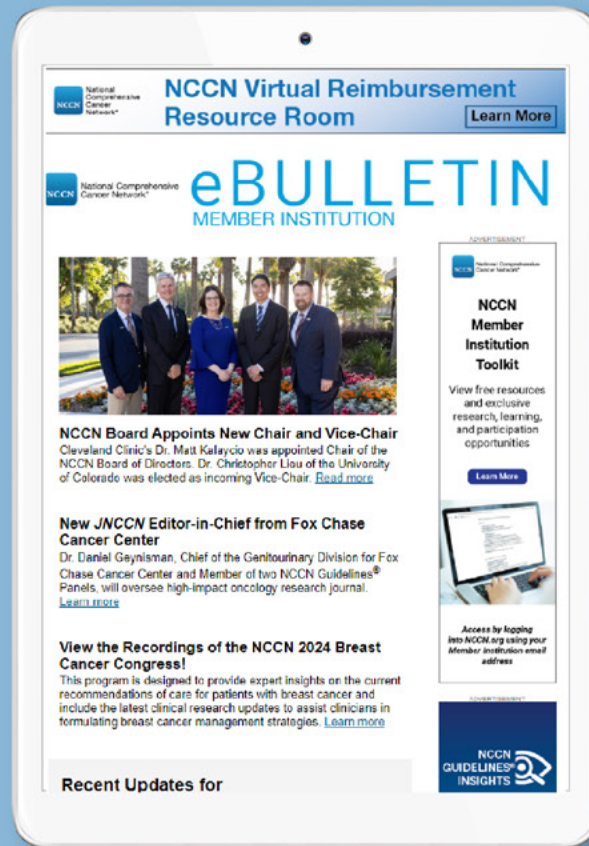 National
Comprehensive
Cancer
Network®
NCCN
NCCN Virtual Reimbursement
Resource Room
Learn More
NCCN
National Comprehensive
Cancer Network®
eBULLETIN
MEMBER INSTITUTION
NCCN Board Appoints New Chair and Vice-Chair
Cleveland Clinic's Dr. Matt Kalaycio was appointed Chair of the
NCCN Board of Directors. Dr. Christopher Lieu of the University
of Colorado was elected as incoming Vice-Chair. Read more
New JNCCN Editor-in-Chief from Fox Chase
Cancer Center
Dr. Daniel Geynisman, Chief of the Genitourinary Division for Fox
Chase Cancer Center and Member of two NCCN Guidelines®
Panels, will oversee high-impact oncology research journal.
Learn more
View the Recordings of the NCCN 2024 Breast
Cancer Congress!
This program is designed to provide expert insights on the current
recommendations of care for patients with breast cancer and
include the latest clinical research updates to assist clinicians in
formulating breast cancer management strategies. Learn more
Recent Updates for
ADVERTISEMENT
NCCN
National Comprehensive
Cancer Network®
NCCN
Member
Institution
Toolkit
View free resources
and exclusive
research, learning,
and participation
opportunities
Learn More
Access by logging
into NCCN.org using your
Member Institution email
address
ADVERTISEMENT
NCCN
GUIDELINES®
INSIGHTS